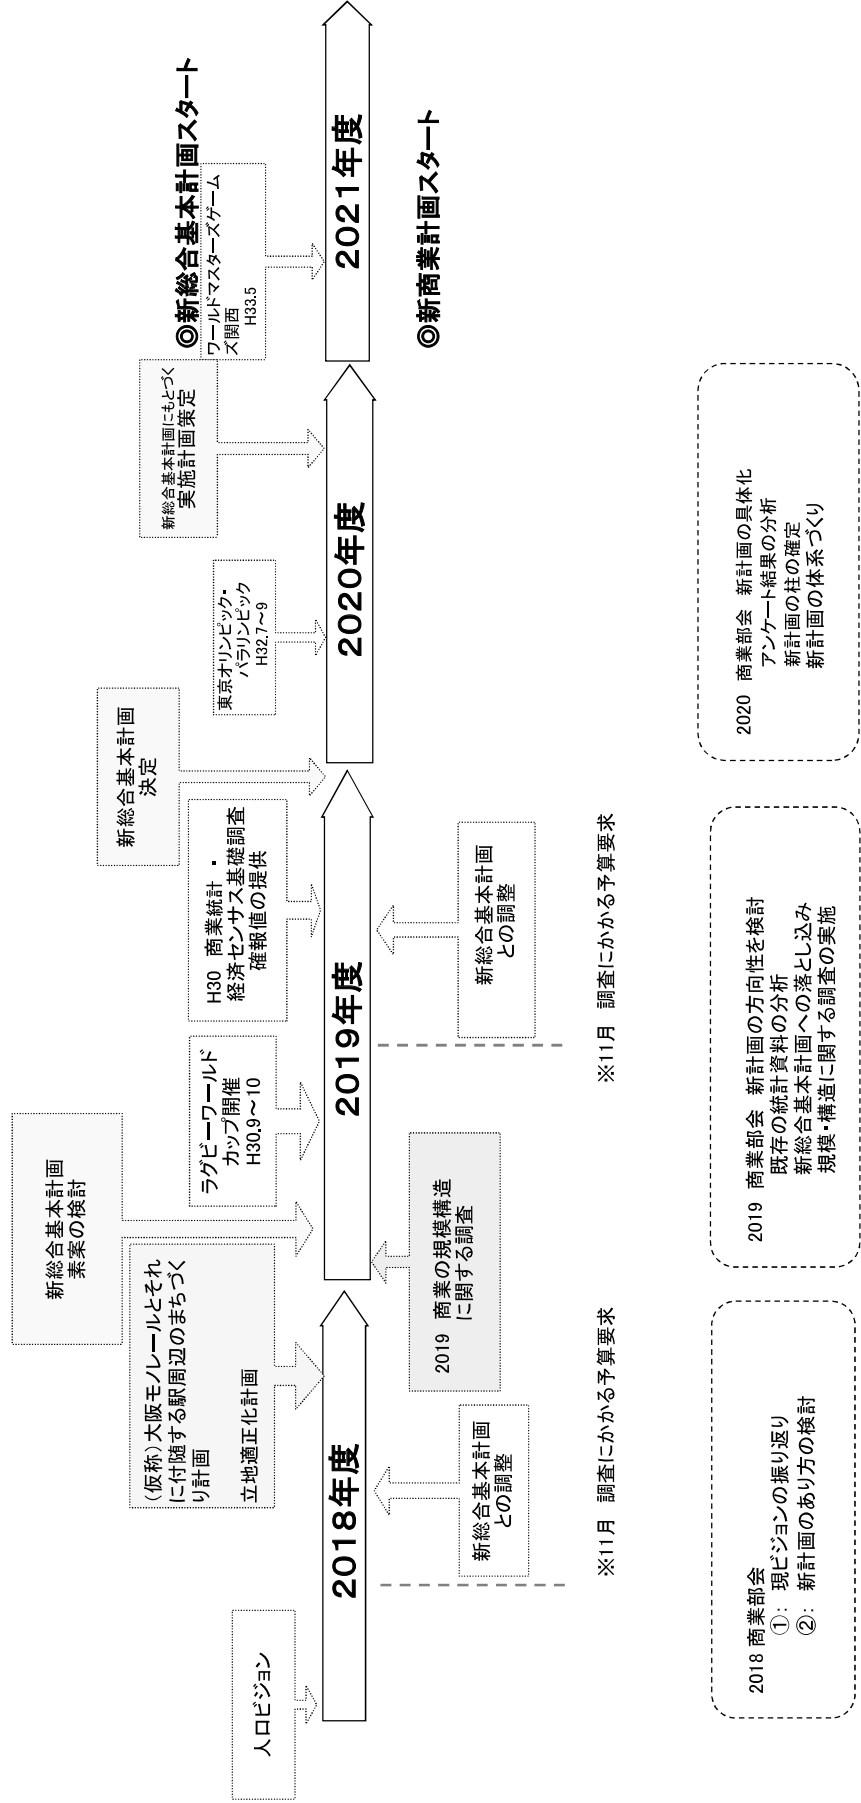 ◎新総合基本計画スタート
人口ビジョン
(仮称)大阪モノレールとそれ
に付随する駅周辺のまちづく
り計画
立地適正化計画
新総合基本計画
素案の検討
ラグビーワールド
カップ開催
H30.9～10
H30 商業統計・
経済センサス基礎調査
確報値の提供
新総合基本計画
決定
東京オリンピック・
パラリンピック
H32.7～9
新総合基本計画にもとづく
実施計画策定
ワールドマスターズゲーム
ズ関西
H33.5
2018年度
2019年度
2020年度
2021年度
新総合基本計画
との調整
2019 商業の規模構造
に関する調査
新総合基本計画
との調整
◎新商業計画スタート
※11月 調査にかかる予算要求
※11月 調査にかかる予算要求
2018 商業部会
①: 現ビジョンの振り返り
②: 新計画のあり方の検討
2019 商業部会 新計画の方向性を検討
既存の統計資料の分析
新総合基本計画への落とし込み
規模・構造に関する調査の実施
2020 商業部会 新計画の具体化
アンケート結果の分析
新計画の柱の確定
新計画の体系づくり